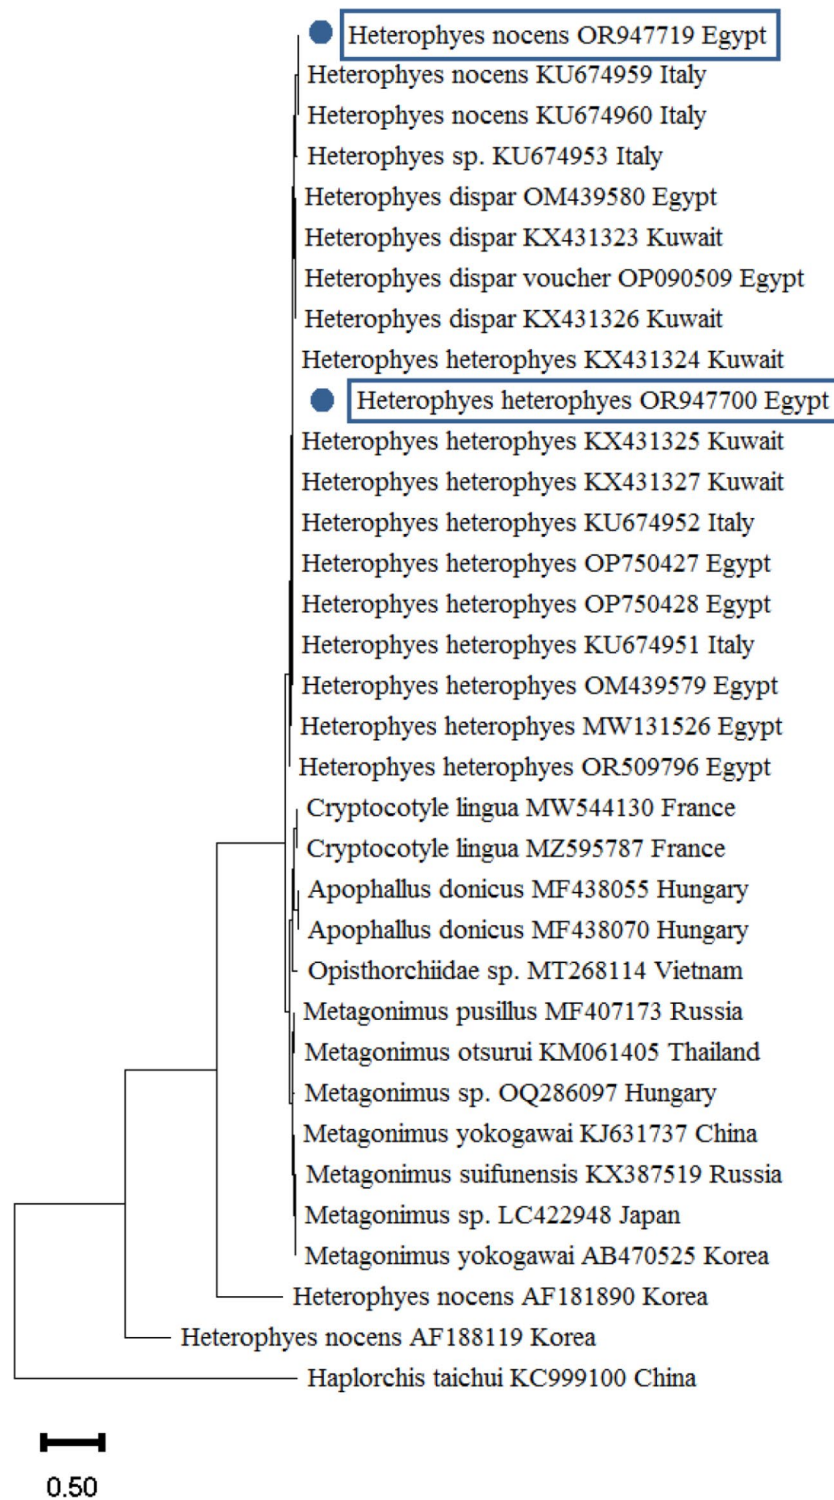 Heterophyes nocens OR947719 Egypt
Heterophyes nocens KU674959 Italy
Heterophyes nocens KU674960 Italy
Heterophyes sp. KU674953 Italy
Heterophyes dispar OM439580 Egypt
Heterophyes dispar KX431323 Kuwait
Heterophyes dispar voucher OP090509 Egypt
Heterophyes dispar KX431326 Kuwait
Heterophyes heterophyes KX431324 Kuwait
Heterophyes heterophyes OR947700 Egypt
Heterophyes heterophyes KX431325 Kuwait
Heterophyes heterophyes KX431327 Kuwait
Heterophyes heterophyes KU674952 Italy
Heterophyes heterophyes OP750427 Egypt
Heterophyes heterophyes OP750428 Egypt
Heterophyes heterophyes KU674951 Italy
Heterophyes heterophyes OM439579 Egypt
Heterophyes heterophyes MW131526 Egypt
Heterophyes heterophyes OR509796 Egypt
Cryptocotyle lingua MW544130 France
Cryptocotyle lingua MZ595787 France
Apophallus donicus MF438055 Hungary
Apophallus donicus MF438070 Hungary
Opisthorchiidae sp. MT268114 Vietnam
Metagonimus pusillus MF407173 Russia
Metagonimus otsurui KM061405 Thailand
Metagonimus sp. OQ286097 Hungary
Metagonimus yokogawai KJ631737 China
Metagonimus suifunensis KX387519 Russia
Metagonimus sp. LC422948 Japan
Metagonimus yokogawai AB470525 Korea
Heterophyes nocens AF181890 Korea
Heterophyes nocens AF188119 Korea
Haplorchis taichui KC999100 China
0.50